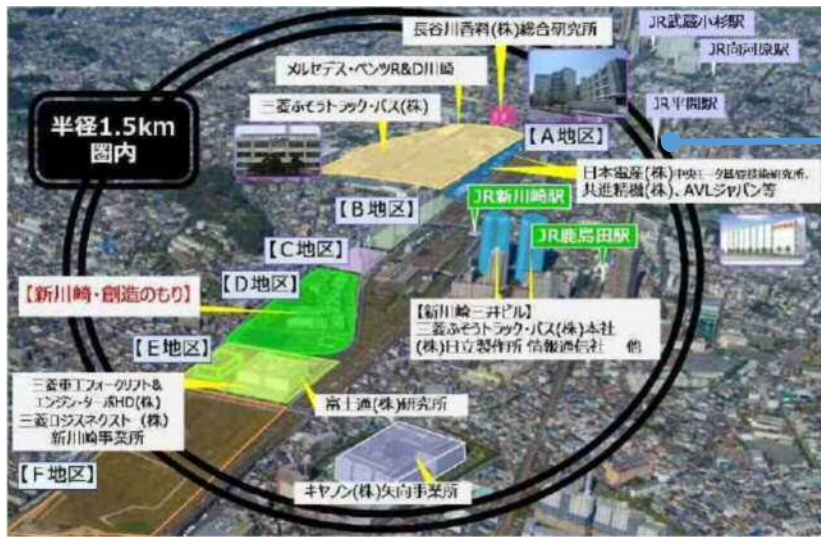 長谷川香料(株)総合研究所
JR武蔵小杉駅
JR向河原駅
メルセデス・ベンツR&D川崎
三菱ふそうトラック・バス(株)
JR平間駅
半径1.5km
圏内
【A地区】
日本電産(株)中央モーター基礎技術研究所、
共進精機(株)、AVLジャパン等
【B地区】
JR新川崎駅
JR鹿島田駅
【C地区】
【D地区】
【新川崎・創造のもり】
【新川崎三井ビル】
三菱ふそうトラック・バス(株)本社
(株)日立製作所 情報通信社 他
【E地区】
三菱重工フォークリフト&
エンジン・ターボHD(株)
三菱ロジスネクスト (株)
新川崎事業所
富士通(株)研究所
【F地区】
キヤノン(株)矢向事業所